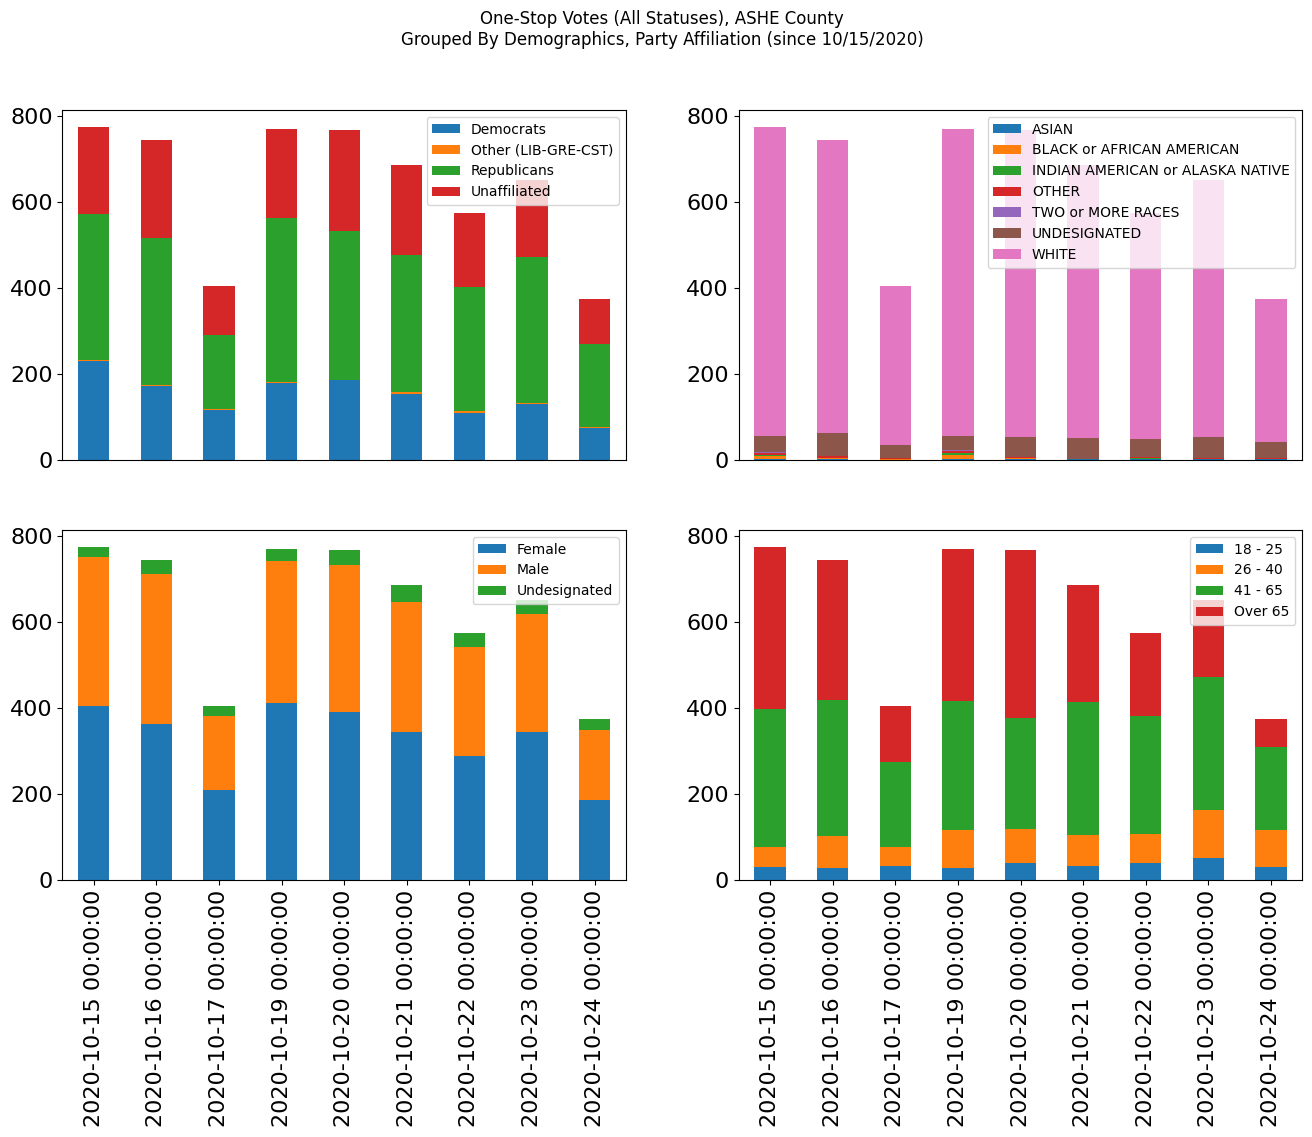 One-Stop Votes (All Statuses), ASHE County
Grouped By Demographics, Party Affiliation (since 10/15/2020)
800
600
400
200
0
Democrats
Other (LIB-GRE-CST)
Republicans
Unaffiliated
800
600
400
200
0
ASIAN
BLACK or AFRICAN AMERICAN
INDIAN AMERICAN or ALASKA NATIVE
OTHER
TWO or MORE RACES
UNDESIGNATED
WHITE
800
600
400
200
0
Female
Male
Undesignated
2020-10-15 00:00:00
2020-10-16 00:00:00
2020-10-17 00:00:00
2020-10-19 00:00:00
2020-10-20 00:00:00
2020-10-21 00:00:00
2020-10-22 00:00:00
2020-10-23 00:00:00
2020-10-24 00:00:00
800
600
400
200
0
18 - 25
26 - 40
41 - 65
Over 65
2020-10-15 00:00:00
2020-10-16 00:00:00
2020-10-17 00:00:00
2020-10-19 00:00:00
2020-10-20 00:00:00
2020-10-21 00:00:00
2020-10-22 00:00:00
2020-10-23 00:00:00
2020-10-24 00:00:00